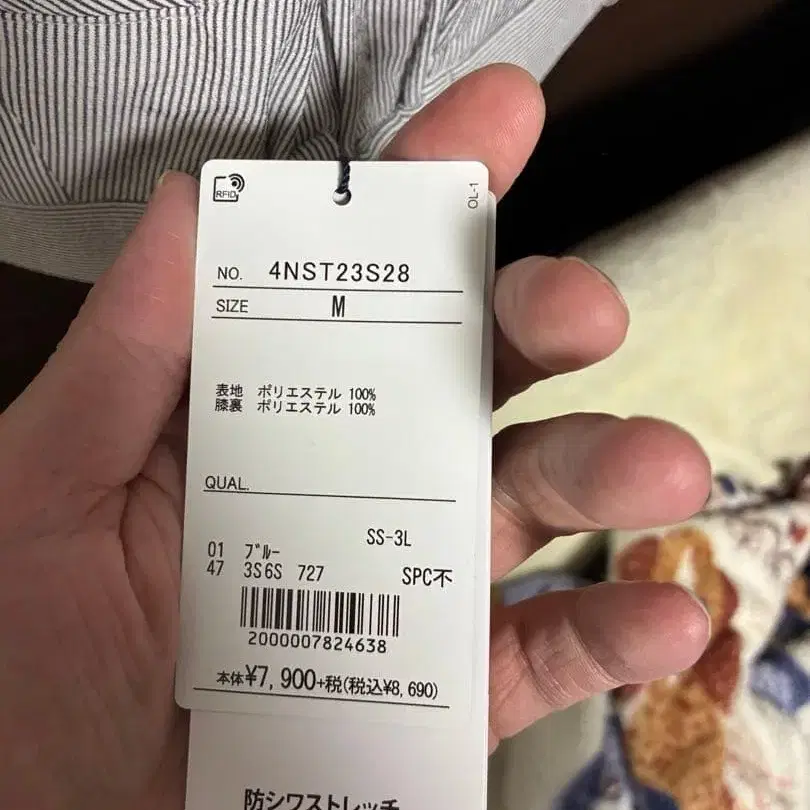 RFID
OL-1
NO. 4NST23S28
SIZE M
表地 ポリエステル 100%
膝裏 ポリエステル 100%
QUAL.
SS-3L
01 ブルー
47 3S6S 727 SPC不
2000007824638
本体¥7,900+税(税込¥8,690)
防シワストレッチ